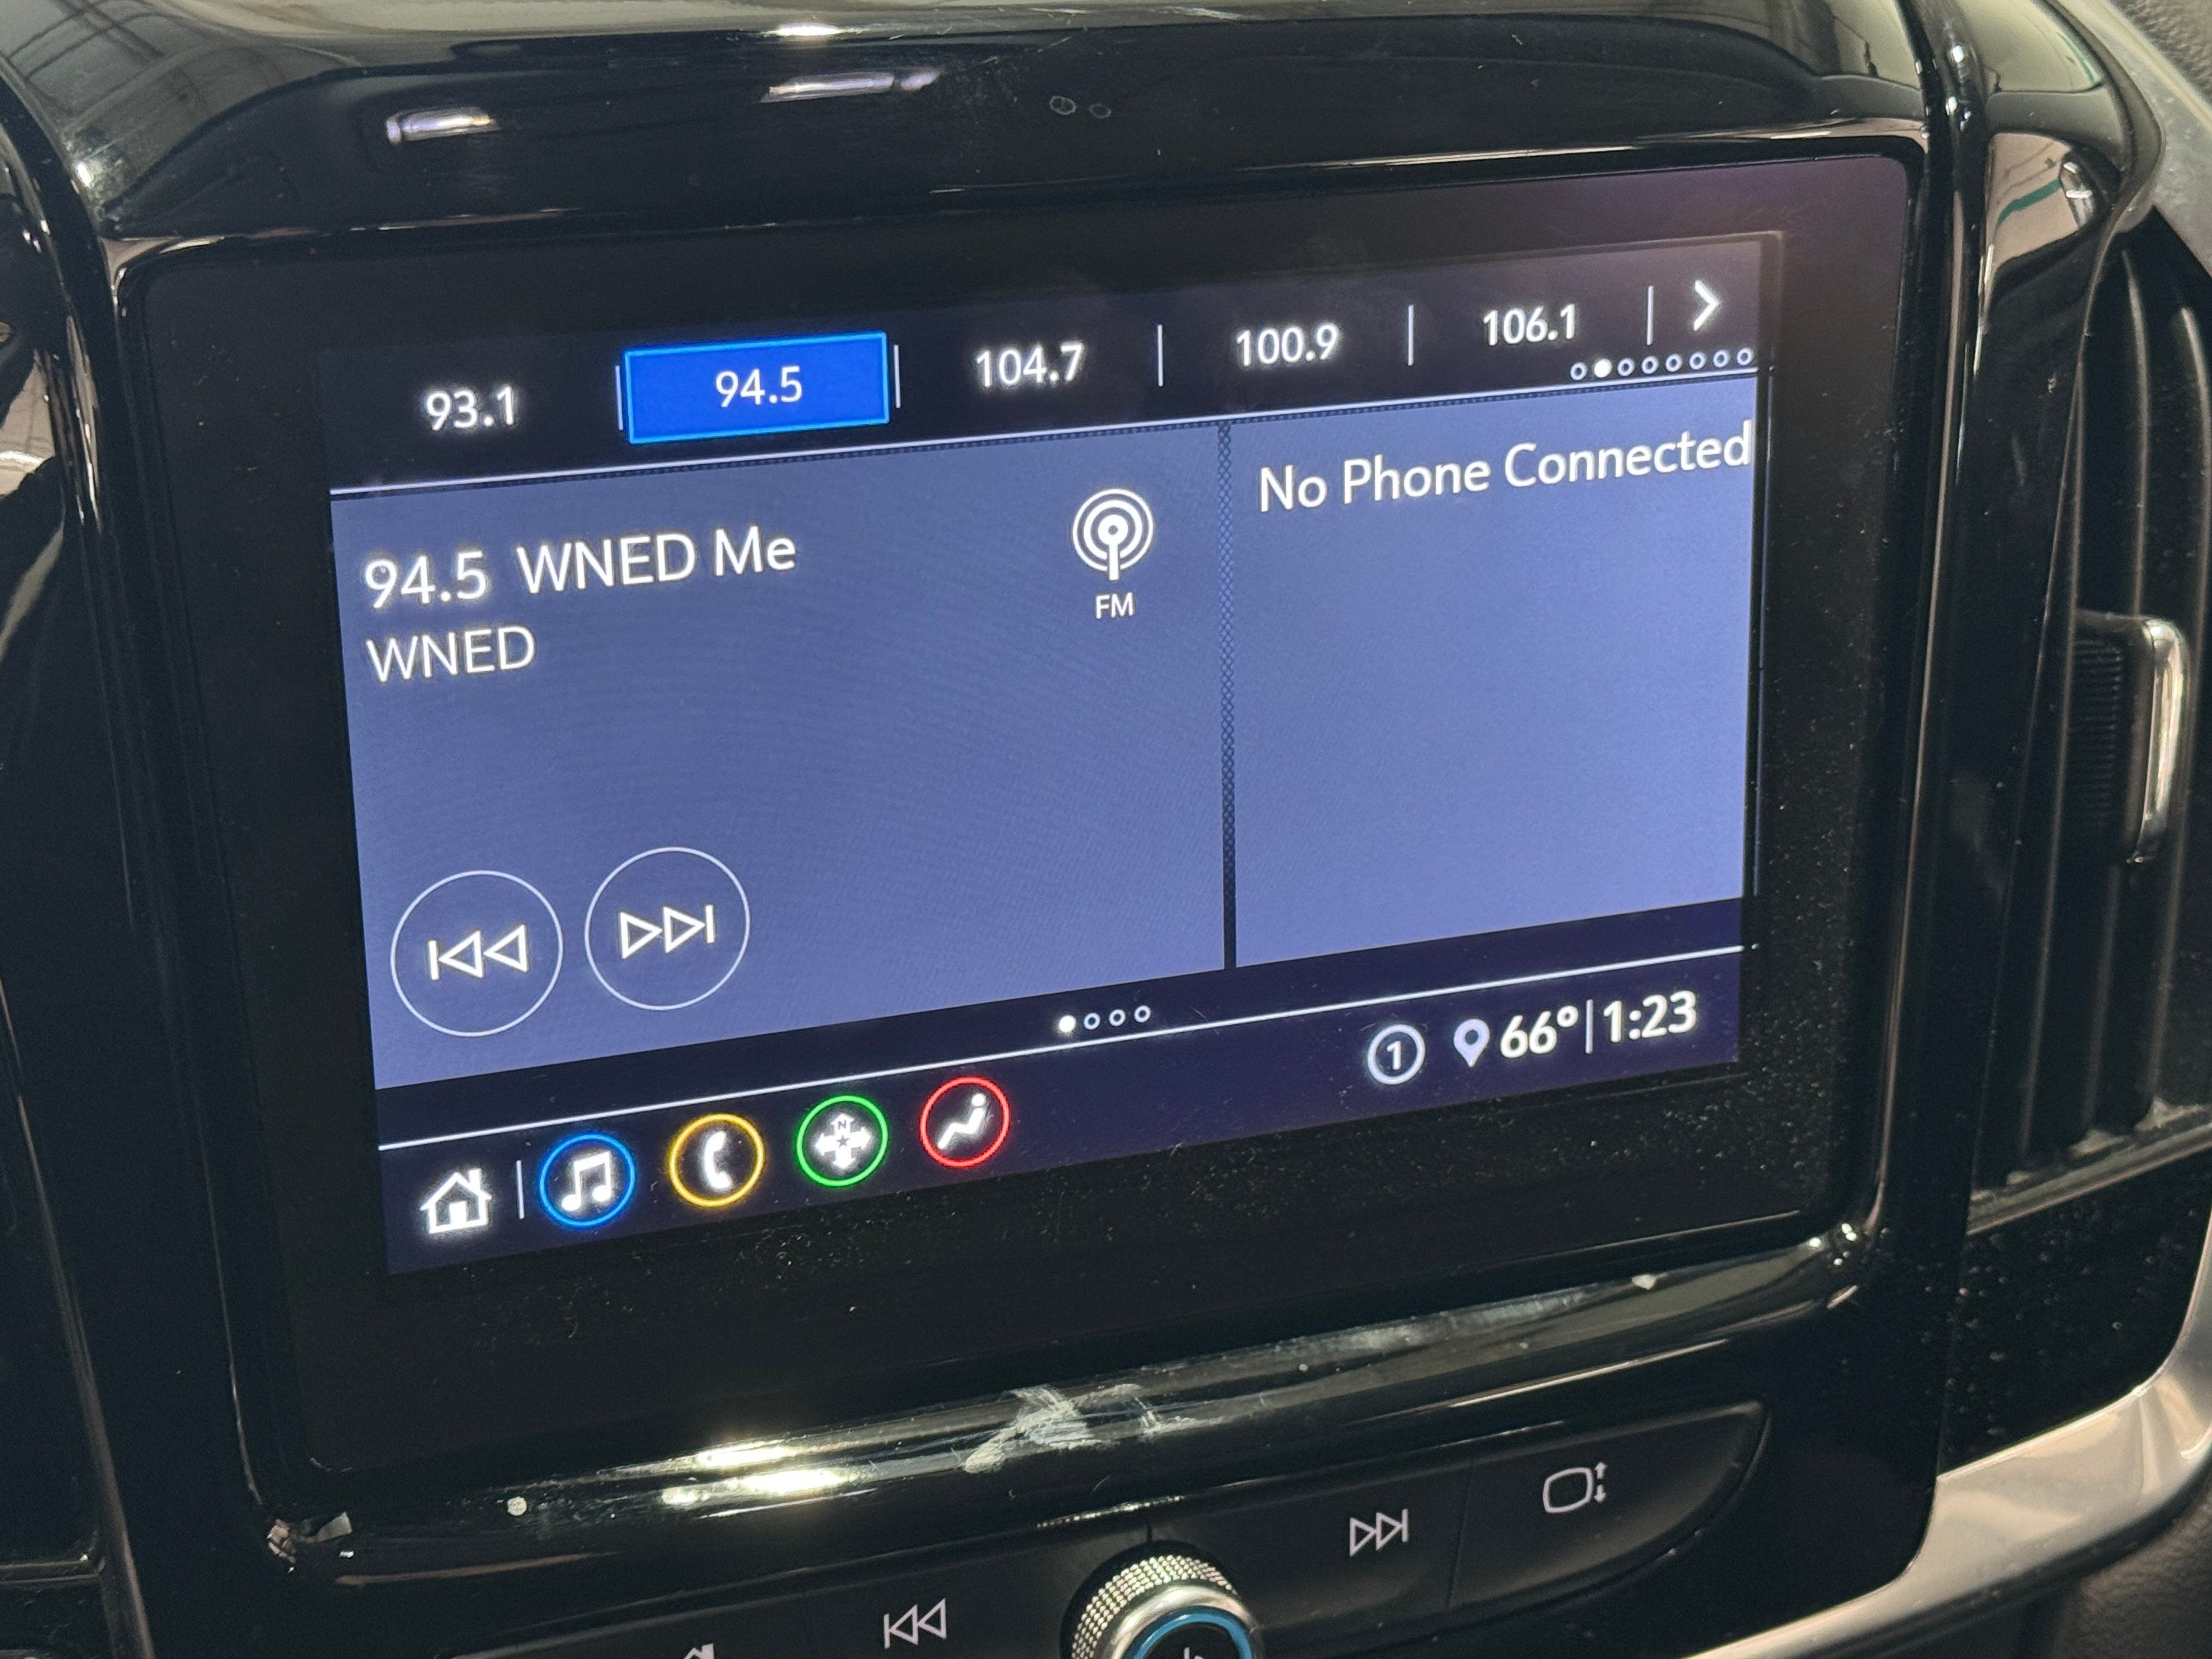 93.1 94.5 104.7 100.9 106.1
94.5 WNED Me
WNED
FM
No Phone Connected
1 66° 1:23
N